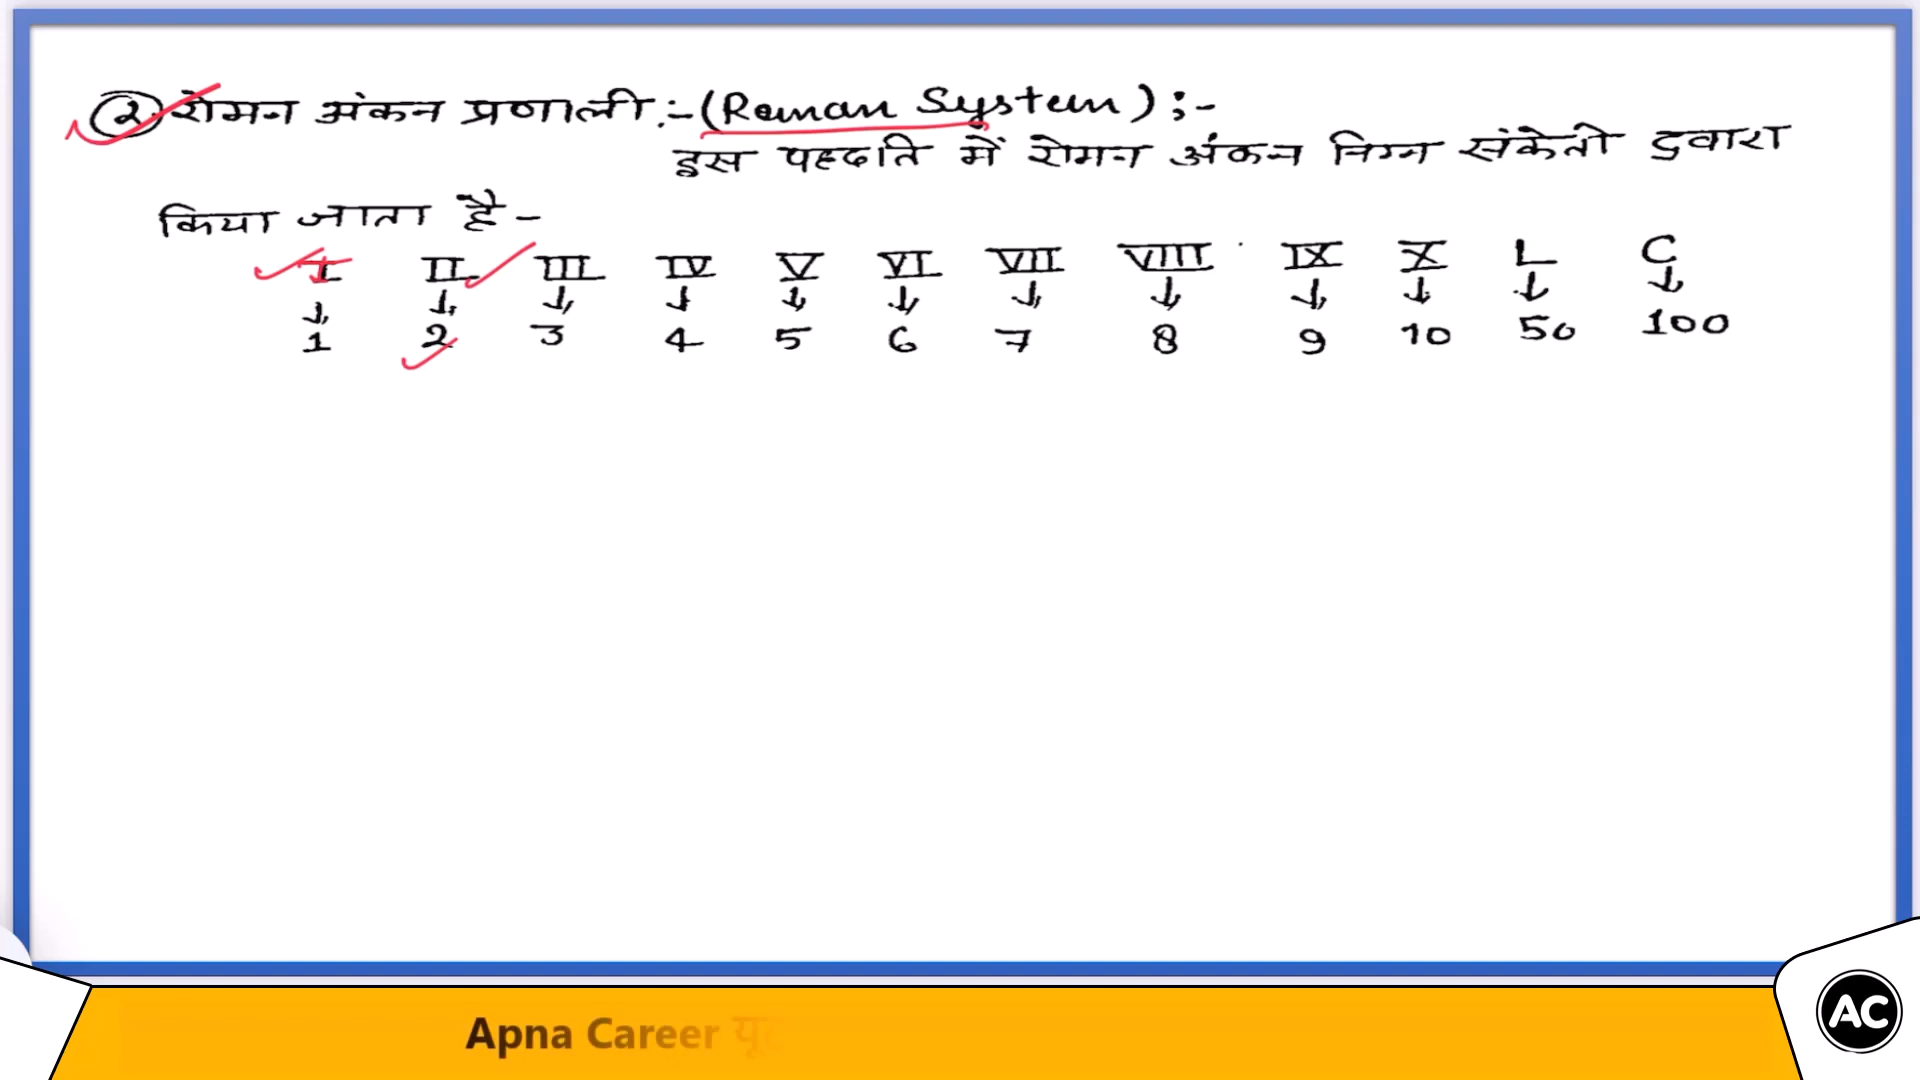 ② रोमन अंकन प्रणाली :- (Roman System) :-
इस पद्दति में रोमन अंकन निम्न संकेतो दुवारा
किया जाता है -
I II III IV V VI VII VIII IX X L C
↓ ↓ ↓ ↓ ↓ ↓ ↓ ↓ ↓ ↓ ↓ ↓
1 2 3 4 5 6 7 8 9 10 50 100
Apna Career
AC